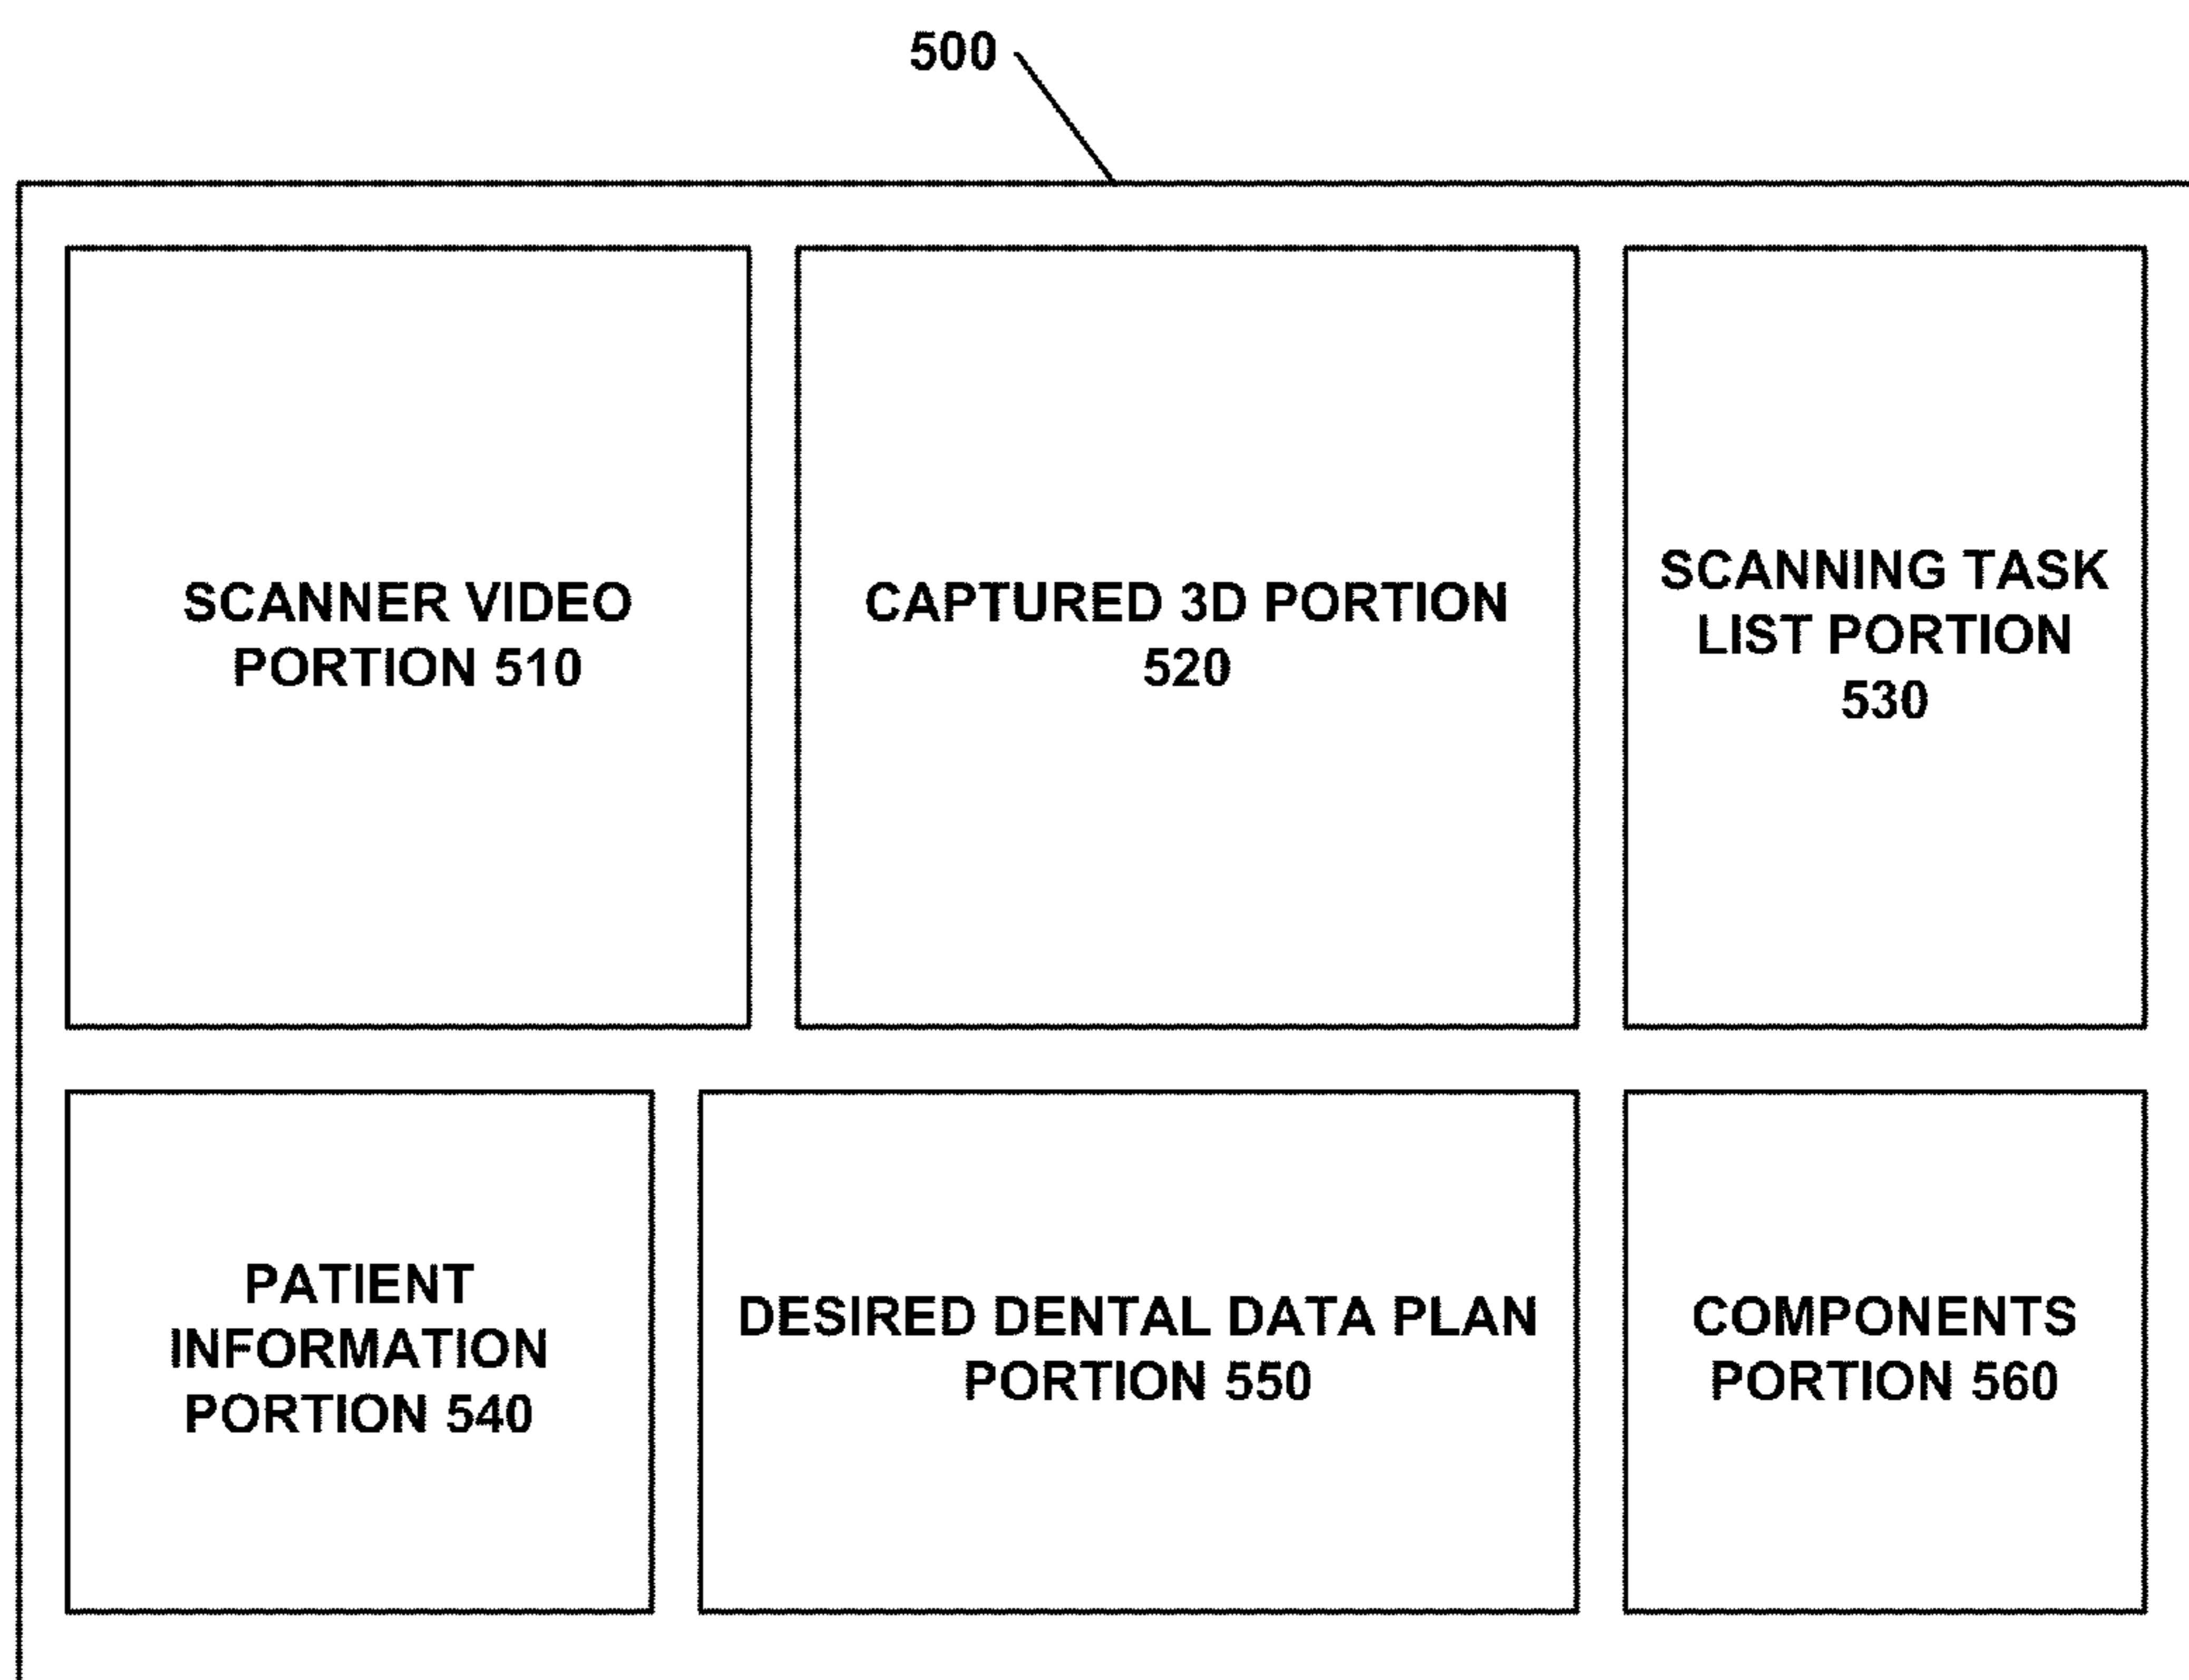 500
SCANNER VIDEO
PORTION 510
CAPTURED 3D PORTION
520
SCANNING TASK
LIST PORTION
530
PATIENT
INFORMATION
PORTION 540
DESIRED DENTAL DATA PLAN
PORTION 550
COMPONENTS
PORTION 560